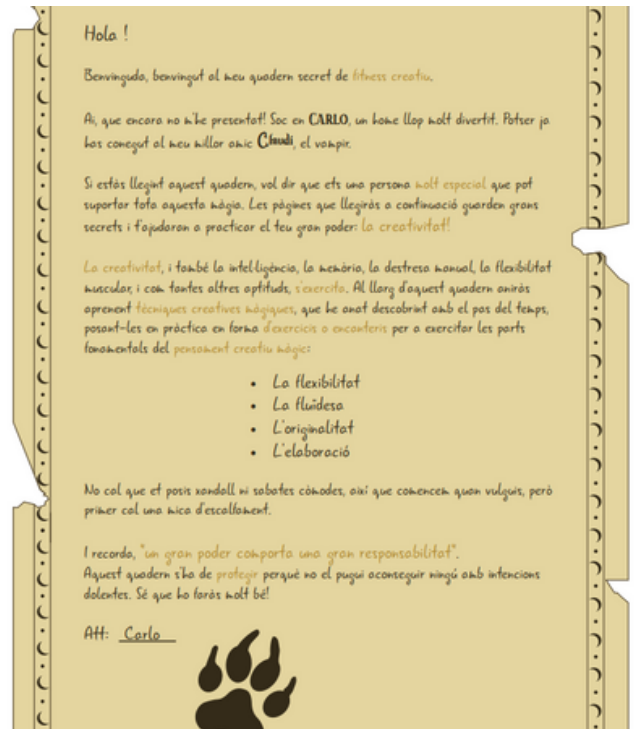 Hola !
Benvinguda, benvingut al meu quadern secret de fitness creatiu.
Ai, que encara no m'he presentat! Soc en CARLO, un home llop molt divertit. Potser ja
has conegut al meu millor amic Chudi, el vampir.
Si estàs llegint aquest quadern, vol dir que ets una persona molt especial que pot
suportar tota aquesta màgia. Les pàgines que llegiràs a continuació guarden grans
secrets i t'ajudaran a practicar el teu gran poder: la creativitat!
La creativitat, i també la intel·ligència, la memòria, la destresa manual, la flexibilitat
muscular, i com tantes altres aptituds, s'exercita. Al llarg d'aquest quadern aniràs
aprenent tècniques creatives màgiques, que he anat descobrint amb el pas del temps,
posant-les en pràctica en forma d'exercicis o encanteris per a exercitar les parts
fonamentals del pensament creatiu màgic:
• La flexibilitat
• La fluïdesa
• L'originalitat
• L'elaboració
No cal que et posis xandall ni sabates còmodes, així que comencem quan vulguis, però
primer cal una mica d'escalfament.
I recorda, "un gran poder comporta una gran responsabilitat".
Aquest quadern s'ha de protegir perquè no el pugui aconseguir ningú amb intencions
dolentes. Sé que ho faràs molt bé!
Att: Carlo